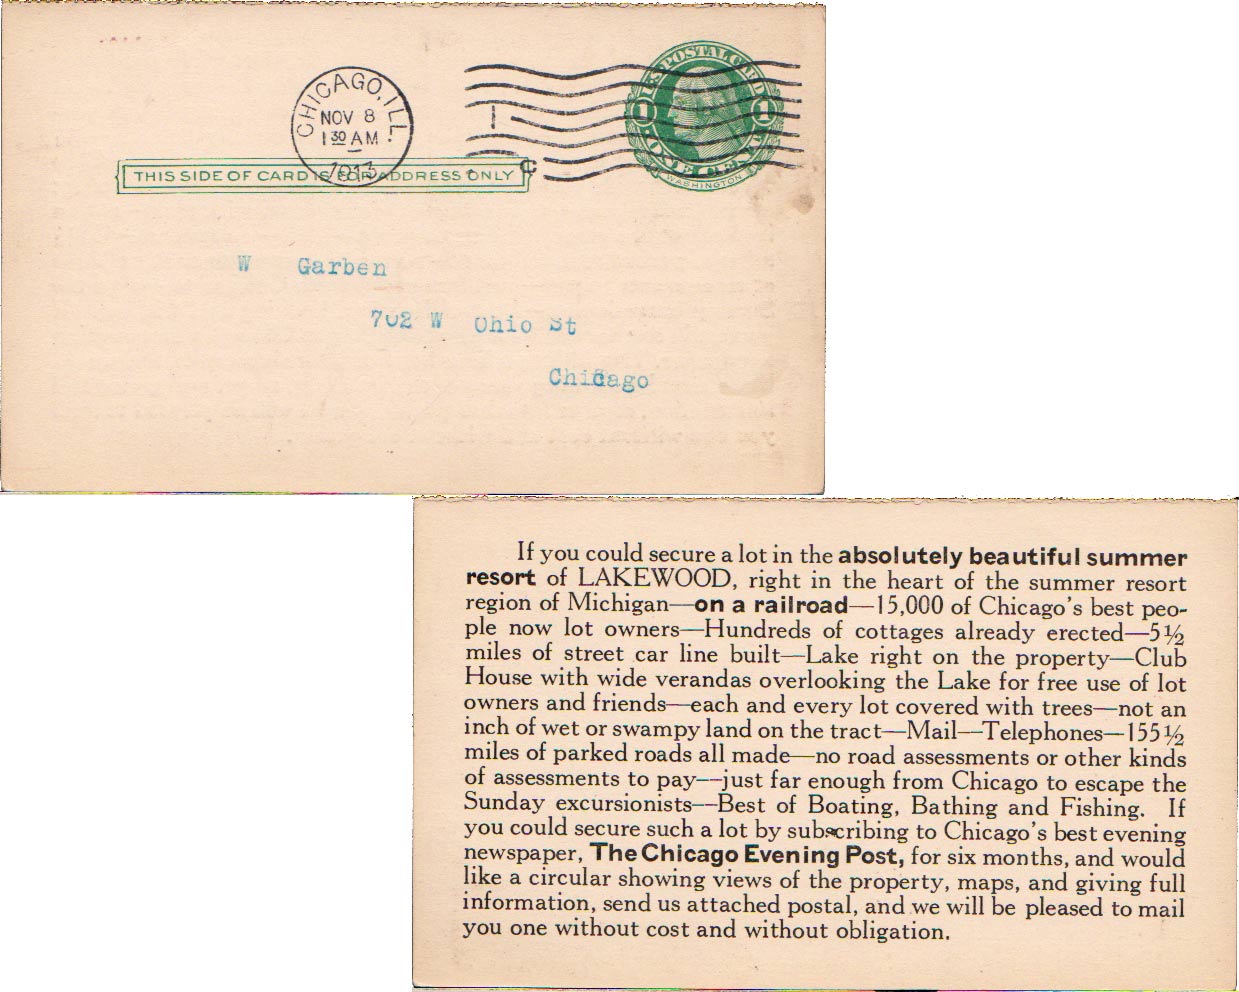 U.S. POSTAL CARD
1 1
ONE CENT
WASHINGTON
CHICAGO, ILL.
NOV 8
1 30 AM
1913
1
C
THIS SIDE OF CARD IS FOR ADDRESS ONLY
W Garben
702 W Ohio St
Chicago
If you could secure a lot in the absolutely beautiful summer
resort of LAKEWOOD, right in the heart of the summer resort
region of Michigan—on a railroad—15,000 of Chicago's best peo-
ple now lot owners—Hundreds of cottages already erected—5½
miles of street car line built—Lake right on the property—Club
House with wide verandas overlooking the Lake for free use of lot
owners and friends—each and every lot covered with trees—not an
inch of wet or swampy land on the tract—Mail—Telephones—155½
miles of parked roads all made—no road assessments or other kinds
of assessments to pay—just far enough from Chicago to escape the
Sunday excursionists—Best of Boating, Bathing and Fishing. If
you could secure such a lot by subscribing to Chicago's best evening
newspaper, The Chicago Evening Post, for six months, and would
like a circular showing views of the property, maps, and giving full
information, send us attached postal, and we will be pleased to mail
you one without cost and without obligation.